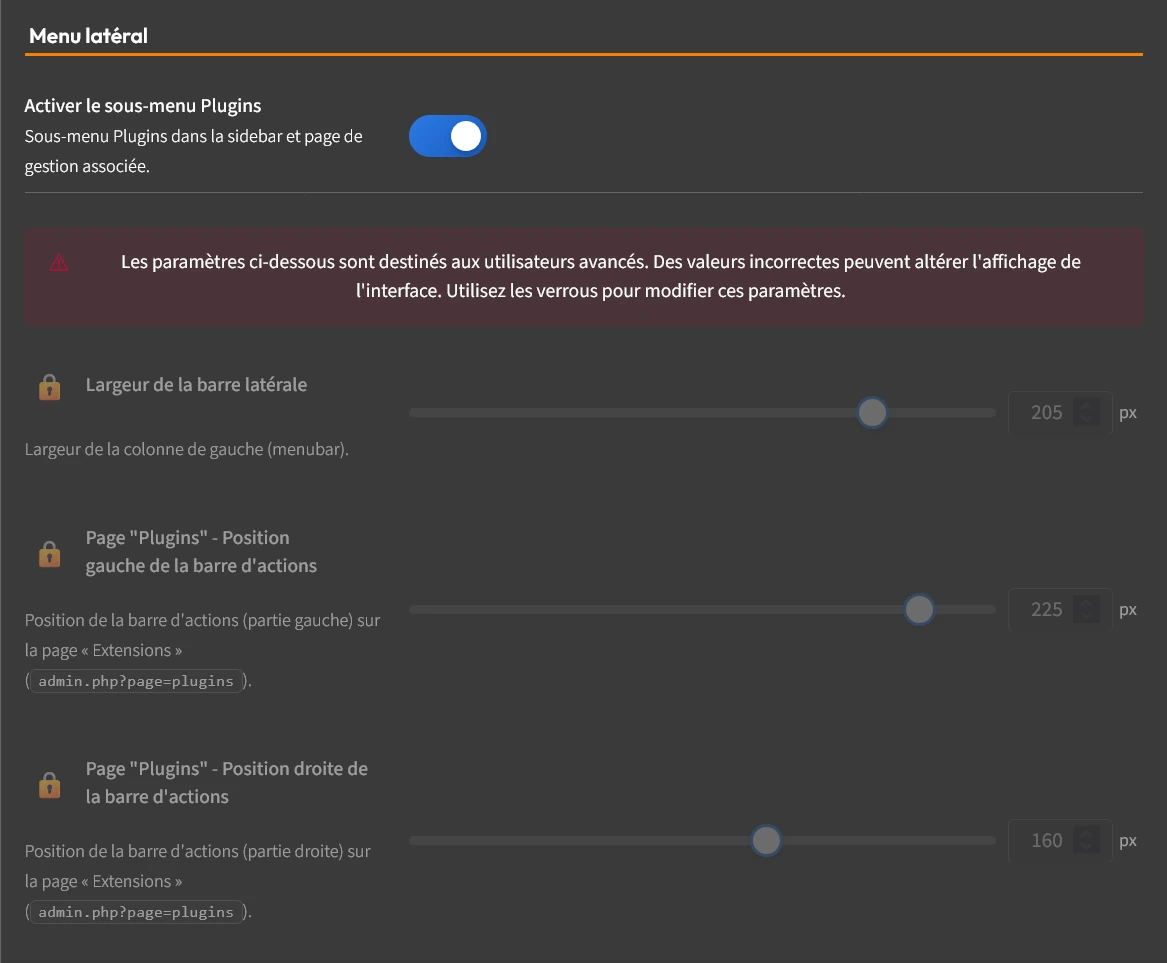 Menu latéral
Activer le sous-menu Plugins
Sous-menu Plugins dans la sidebar et page de
gestion associée.
Les paramètres ci-dessous sont destinés aux utilisateurs avancés. Des valeurs incorrectes peuvent altérer l'affichage de
l'interface. Utilisez les verrous pour modifier ces paramètres.
Largeur de la barre latérale
205 px
Largeur de la colonne de gauche (menubar).
Page "Plugins" - Position
gauche de la barre d'actions
225 px
Position de la barre d'actions (partie gauche) sur
la page « Extensions »
( admin.php?page=plugins ).
Page "Plugins" - Position droite de
la barre d'actions
160 px
Position de la barre d'actions (partie droite) sur
la page « Extensions »
( admin.php?page=plugins ).